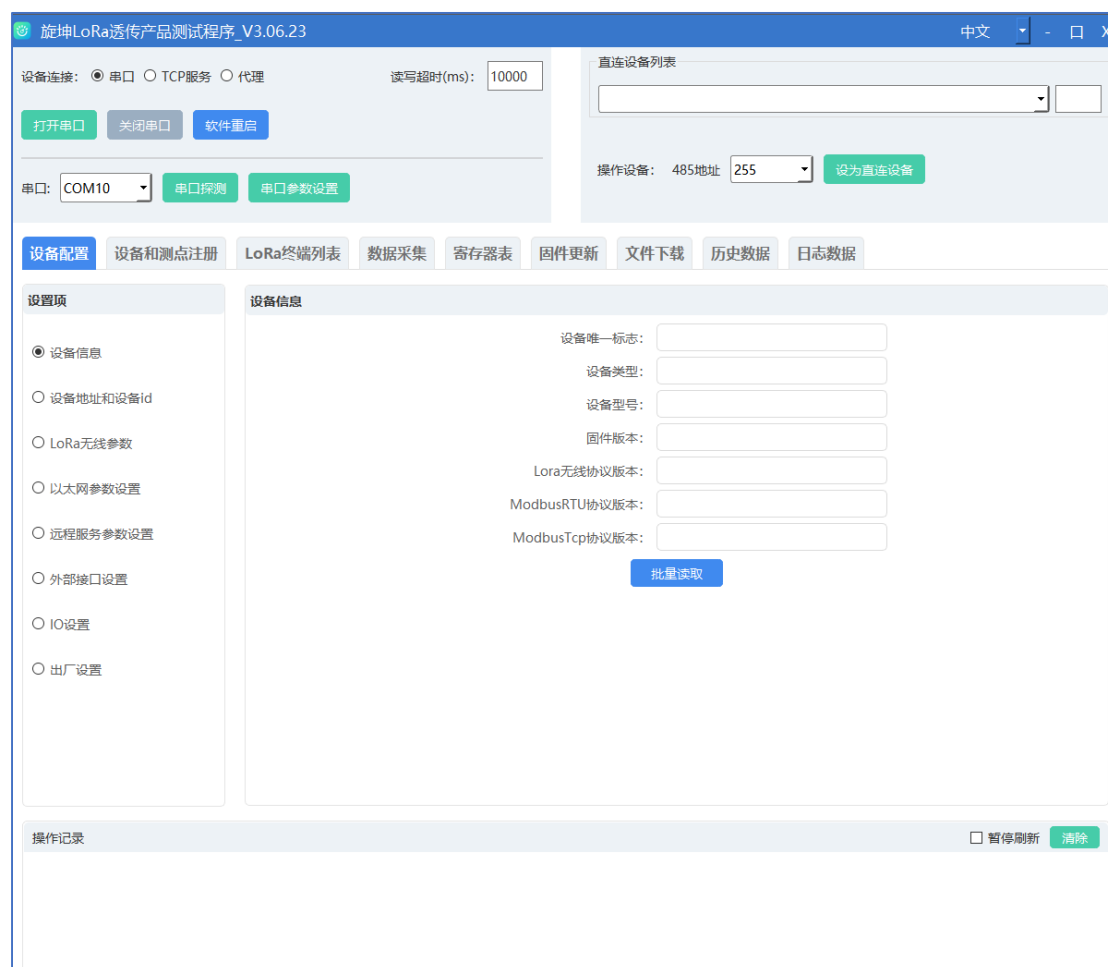 旋坤LoRa透传产品测试程序_V3.06.23 中文 - 口 X
设备连接: 串口 TCP服务 代理 读写超时(ms): 10000
直连设备列表
打开串口 关闭串口 软件重启
操作设备: 485地址 255 设为直连设备
串口: COM10 串口探测 串口参数设置
设备配置 设备和测点注册 LoRa终端列表 数据采集 寄存器表 固件更新 文件下载 历史数据 日志数据
设置项
设备信息
设备地址和设备id
LoRa无线参数
以太网参数设置
远程服务参数设置
外部接口设置
IO设置
出厂设置
设备信息
设备唯一标志:
设备类型:
设备型号:
固件版本:
Lora无线协议版本:
ModbusRTU协议版本:
ModbusTcp协议版本:
批量读取
操作记录 暂停刷新 清除